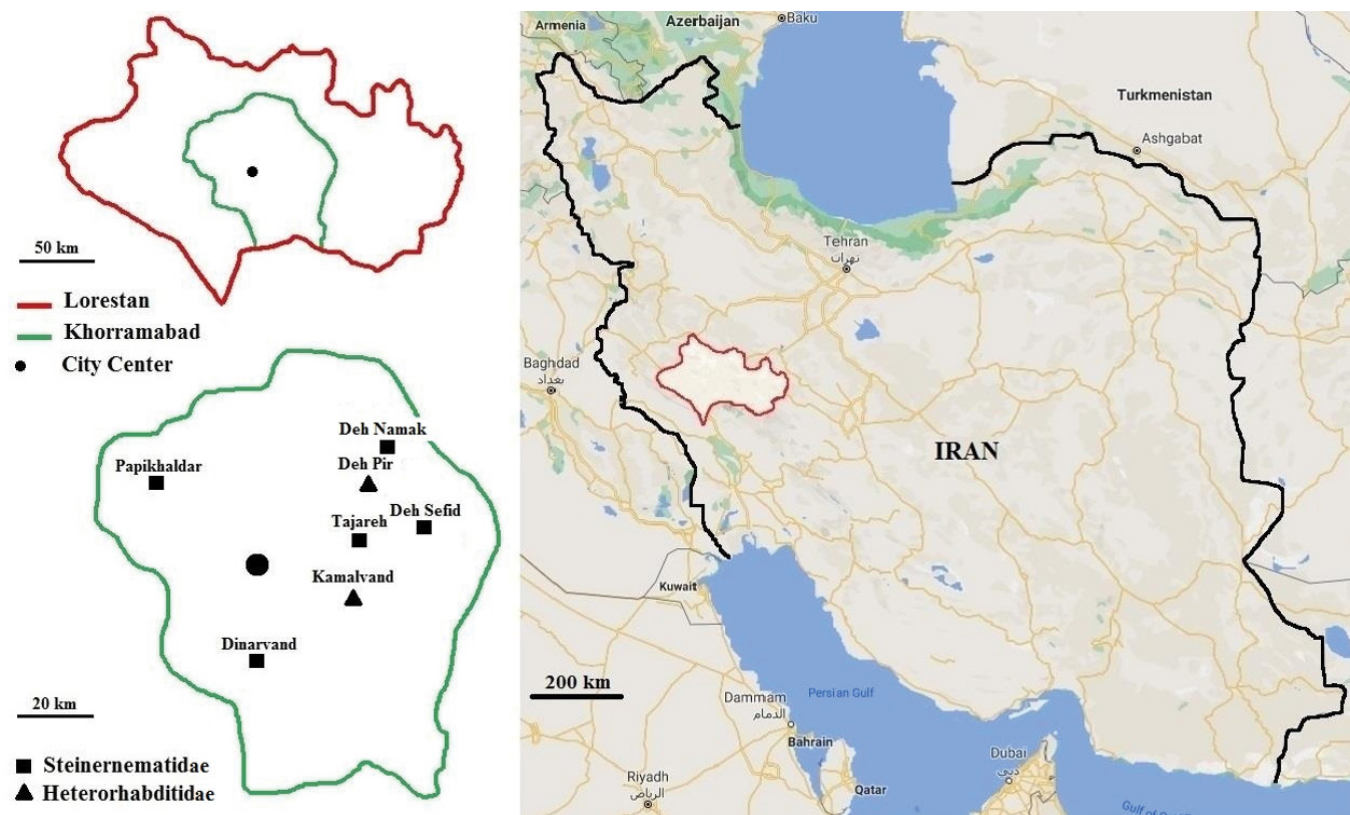 50 km
Lorestan
Khorramabad
City Center
Deh Namak
Papikhaldar
Deh Pir
Deh Sefid
Tajareh
Kamalvand
Dinarvand
20 km
Steinernematidae
Heterorhabditidae
Armenia
Azerbaijan
Baku
Turkmenistan
Ashgabat
Tehran
تهران
Baghdad
بغداد
IRAN
Kuwait
200 km
Dammam
الدمام
Persian Gulf
Bahrain
Dubai
دبي
Riyadh
الرياض
Qatar
Gulf of